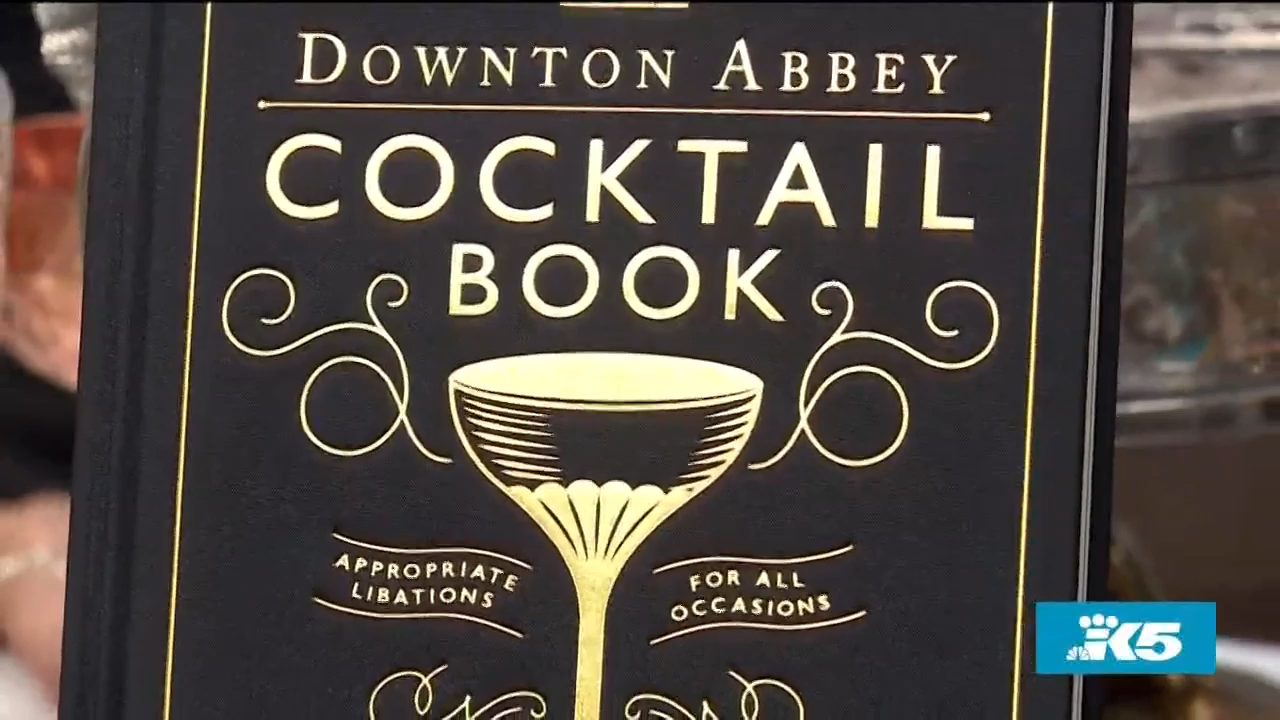 DOWNTON ABBEY
COCKTAIL
BOOK
APPROPRIATE
LIBATIONS
FOR ALL
OCCASIONS
K5